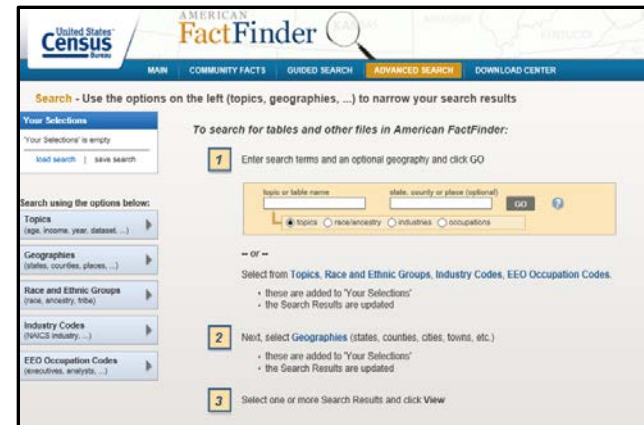 United States™
Census
Bureau
AMERICAN
FactFinder
KANSAS
KENTUCKY
MAIN COMMUNITY FACTS GUIDED SEARCH ADVANCED SEARCH DOWNLOAD CENTER
Search - Use the options on the left (topics, geographies, ...) to narrow your search results
Your Selections
'Your Selections' is empty
load search | save search
Search using the options below:
Topics
(age, income, year, dataset, ...)
Geographies
(states, counties, places, ...)
Race and Ethnic Groups
(race, ancestry, tribe)
Industry Codes
(NAICS industry, ...)
EEO Occupation Codes
(executives, analysts, ...)
To search for tables and other files in American FactFinder:
1 Enter search terms and an optional geography and click GO
topic or table name state, county or place (optional)
GO ?
topics race/ancestry industries occupations
-- or --
Select from Topics, Race and Ethnic Groups, Industry Codes, EEO Occupation Codes.
• these are added to 'Your Selections'
• the Search Results are updated
2 Next, select Geographies (states, counties, cities, towns, etc.)
• these are added to 'Your Selections'
• the Search Results are updated
3 Select one or more Search Results and click View